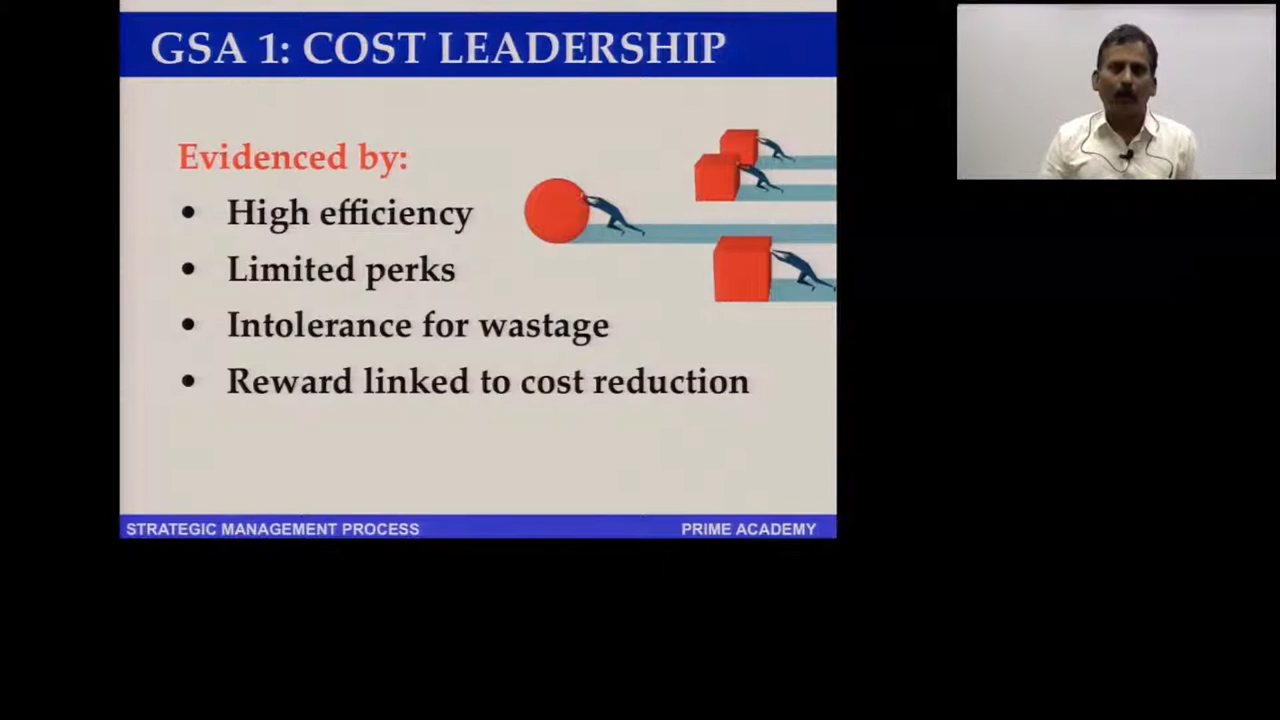 GSA 1: COST LEADERSHIP
Evidenced by:
• High efficiency
• Limited perks
• Intolerance for wastage
• Reward linked to cost reduction
STRATEGIC MANAGEMENT PROCESS
PRIME ACADEMY